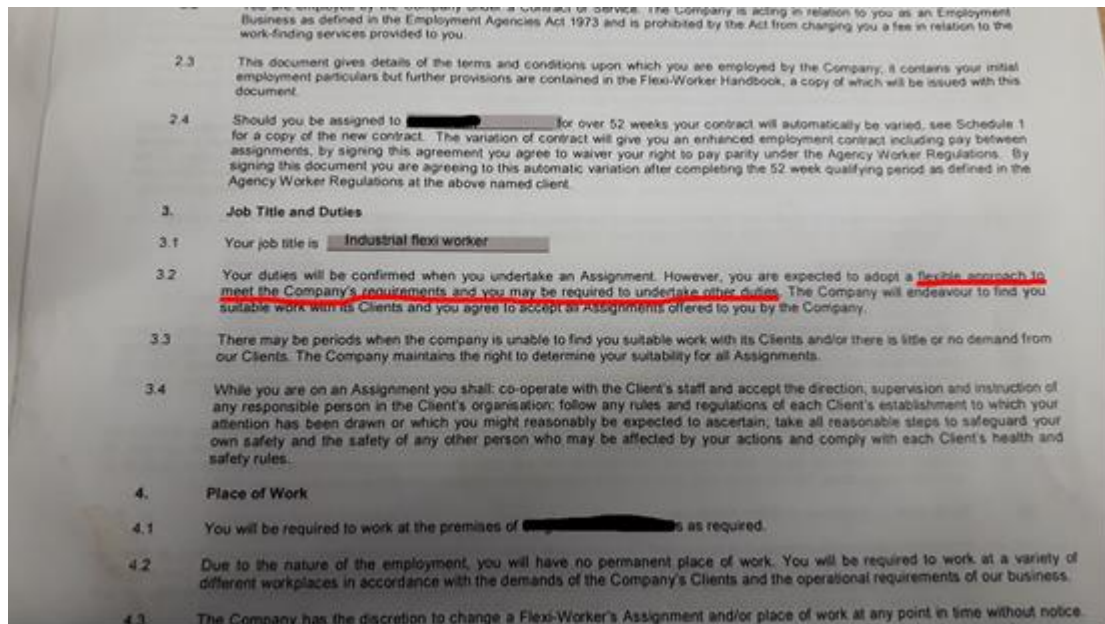 You are employed by the Company under a Contract of Service. The Company is acting in relation to you as an Employment
Business as defined in the Employment Agencies Act 1973 and is prohibited by the Act from charging you a fee in relation to the
work-finding services provided to you.
2.3 This document gives details of the terms and conditions upon which you are employed by the Company; it contains your initial
employment particulars but further provisions are contained in the Flexi-Worker Handbook, a copy of which will be issued with this
document.
2.4 Should you be assigned to for over 52 weeks your contract will automatically be varied, see Schedule 1
for a copy of the new contract. The variation of contract will give you an enhanced employment contract including pay between
assignments, by signing this agreement you agree to waiver your right to pay parity under the Agency Worker Regulations. By
signing this document you are agreeing to this automatic variation after completing the 52 week qualifying period as defined in the
Agency Worker Regulations at the above named client.
3. Job Title and Duties
3.1 Your job title is Industrial flexi worker
3.2 Your duties will be confirmed when you undertake an Assignment. However, you are expected to adopt a flexible approach to
meet the Company's requirements and you may be required to undertake other duties. The Company will endeavour to find you
suitable work with its Clients and you agree to accept all Assignments offered to you by the Company.
3.3 There may be periods when the company is unable to find you suitable work with its Clients and/or there is little or no demand from
our Clients. The Company maintains the right to determine your suitability for all Assignments.
3.4 While you are on an Assignment you shall: co-operate with the Client's staff and accept the direction, supervision and instruction of
any responsible person in the Client's organisation; follow any rules and regulations of each Client's establishment to which your
attention has been drawn or which you might reasonably be expected to ascertain; take all reasonable steps to safeguard your
own safety and the safety of any other person who may be affected by your actions and comply with each Client's health and
safety rules.
4. Place of Work
4.1 You will be required to work at the premises of s as required.
4.2 Due to the nature of the employment, you will have no permanent place of work. You will be required to work at a variety of
different workplaces in accordance with the demands of the Company's Clients and the operational requirements of our business.
4.3 The Company has the discretion to change a Flexi-Worker's Assignment and/or place of work at any point in time without notice.